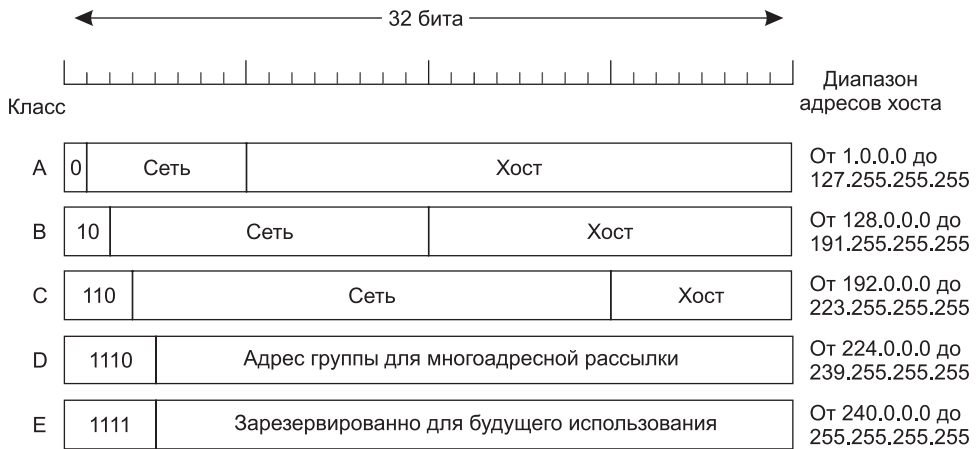 32 бита
Диапазон
адресов хоста
Класс
A 0 Сеть Хост От 1.0.0.0 до
127.255.255.255
B 10 Сеть Хост От 128.0.0.0 до
191.255.255.255
C 110 Сеть Хост От 192.0.0.0 до
223.255.255.255
D 1110 Адрес группы для многоадресной рассылки От 224.0.0.0 до
239.255.255.255
E 1111 Зарезервированно для будущего использования От 240.0.0.0 до
255.255.255.255